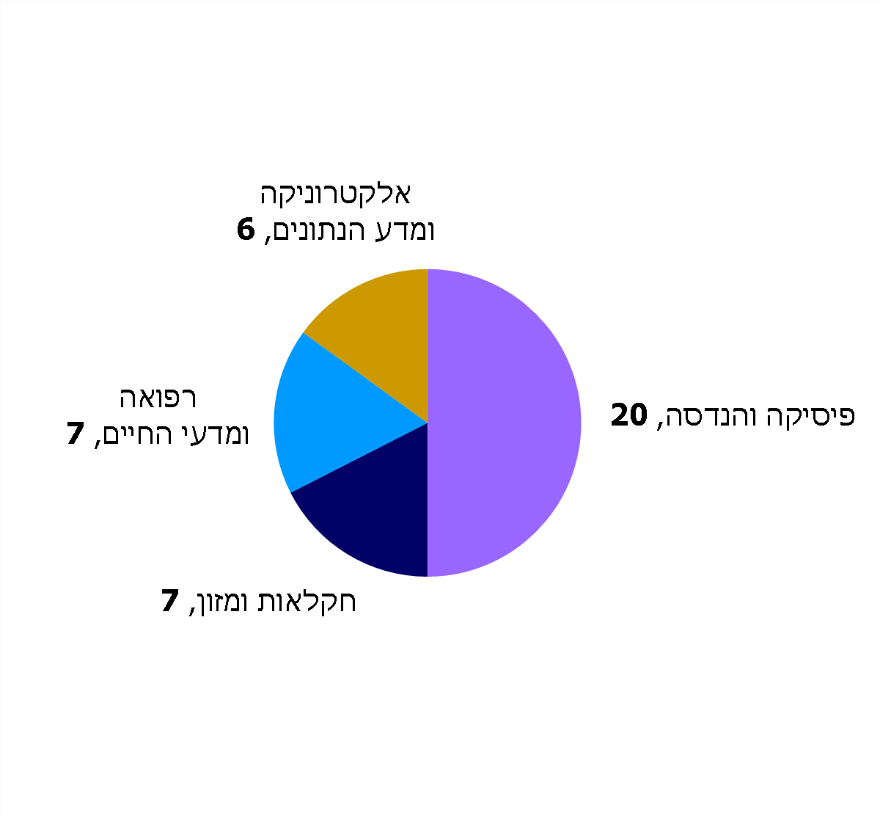 אלקטרוניקה
ומדע הנתונים, 6
פיסיקה והנדסה, 20
רפואה
ומדעי החיים, 7
חקלאות ומזון, 7